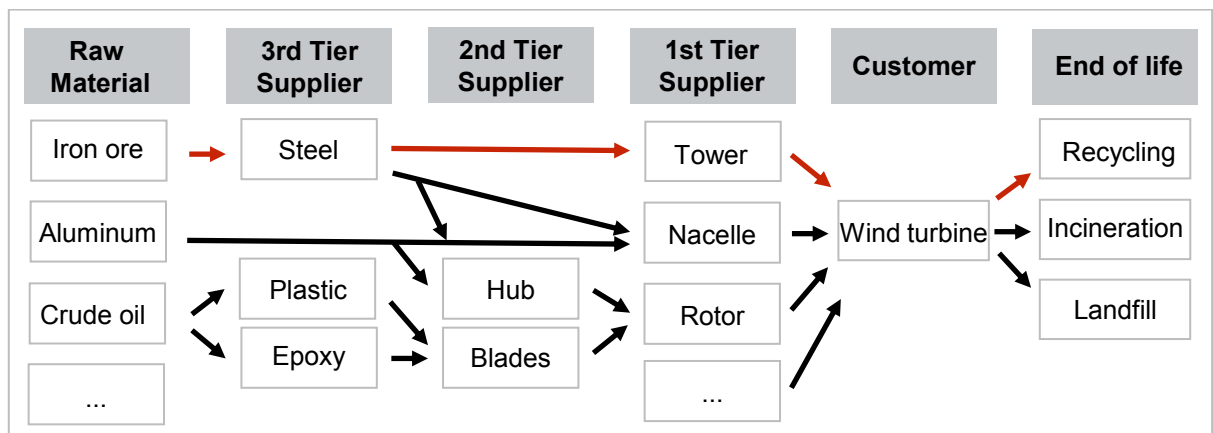 Raw
Material
3rd Tier
Supplier
2nd Tier
Supplier
1st Tier
Supplier
Customer
End of life
Iron ore
Steel
Tower
Recycling
Aluminum
Nacelle
Wind turbine
Incineration
Crude oil
Plastic
Hub
Rotor
Landfill
Epoxy
Blades
...
...